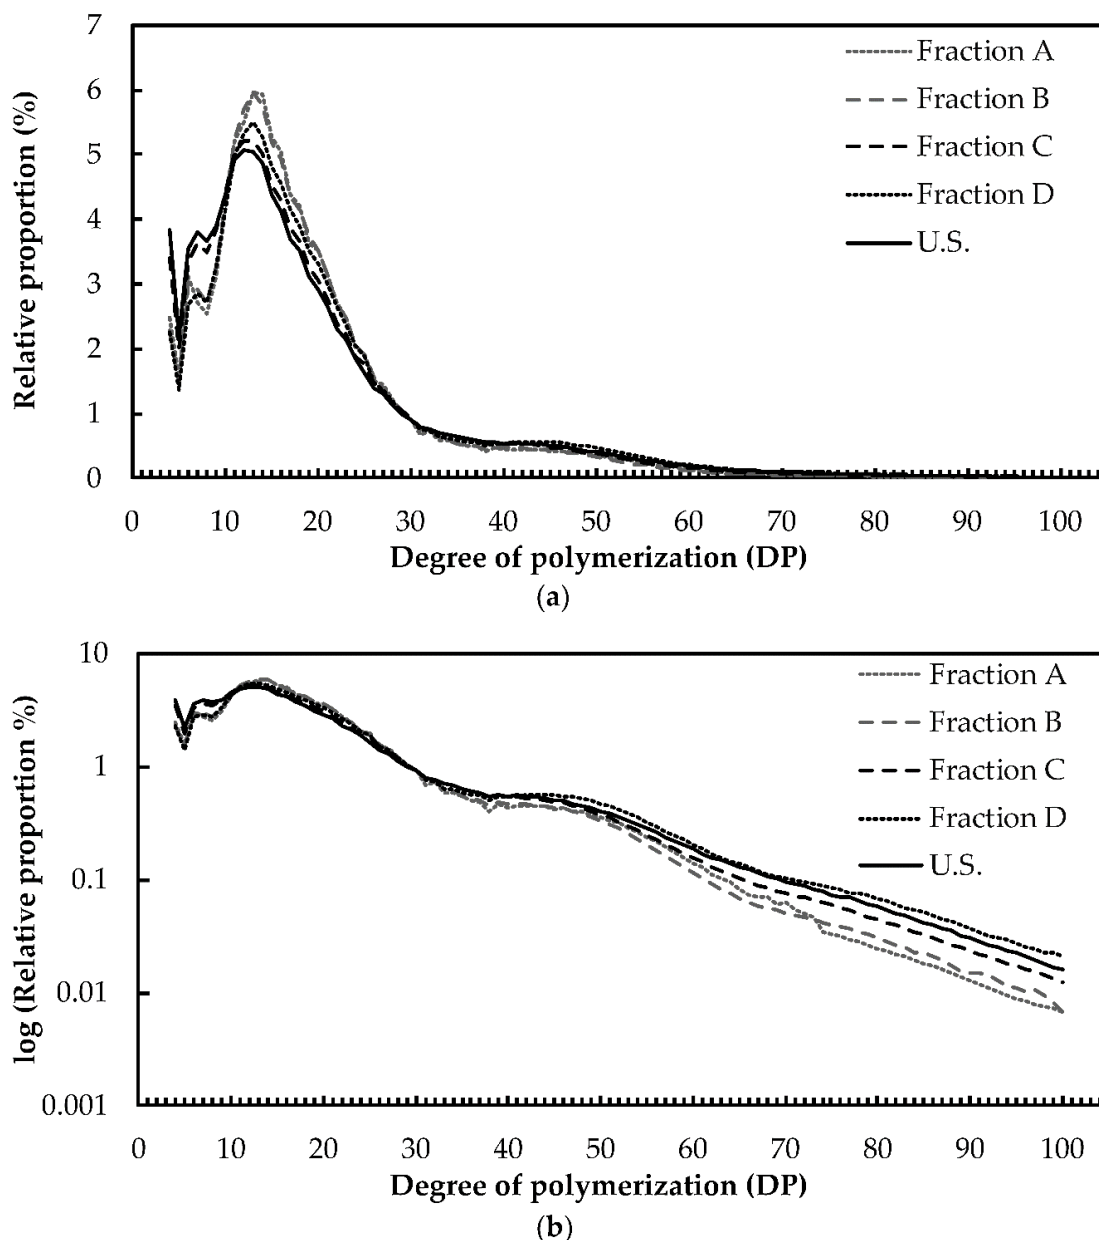 7
6
5
4
3
2
1
0
Relative proportion (%)
Fraction A
Fraction B
Fraction C
Fraction D
U.S.
0 10 20 30 40 50 60 70 80 90 100
Degree of polymerization (DP)
(a)
10
1
0.1
0.01
0.001
log (Relative proportion %)
Fraction A
Fraction B
Fraction C
Fraction D
U.S.
0 10 20 30 40 50 60 70 80 90 100
Degree of polymerization (DP)
(b)